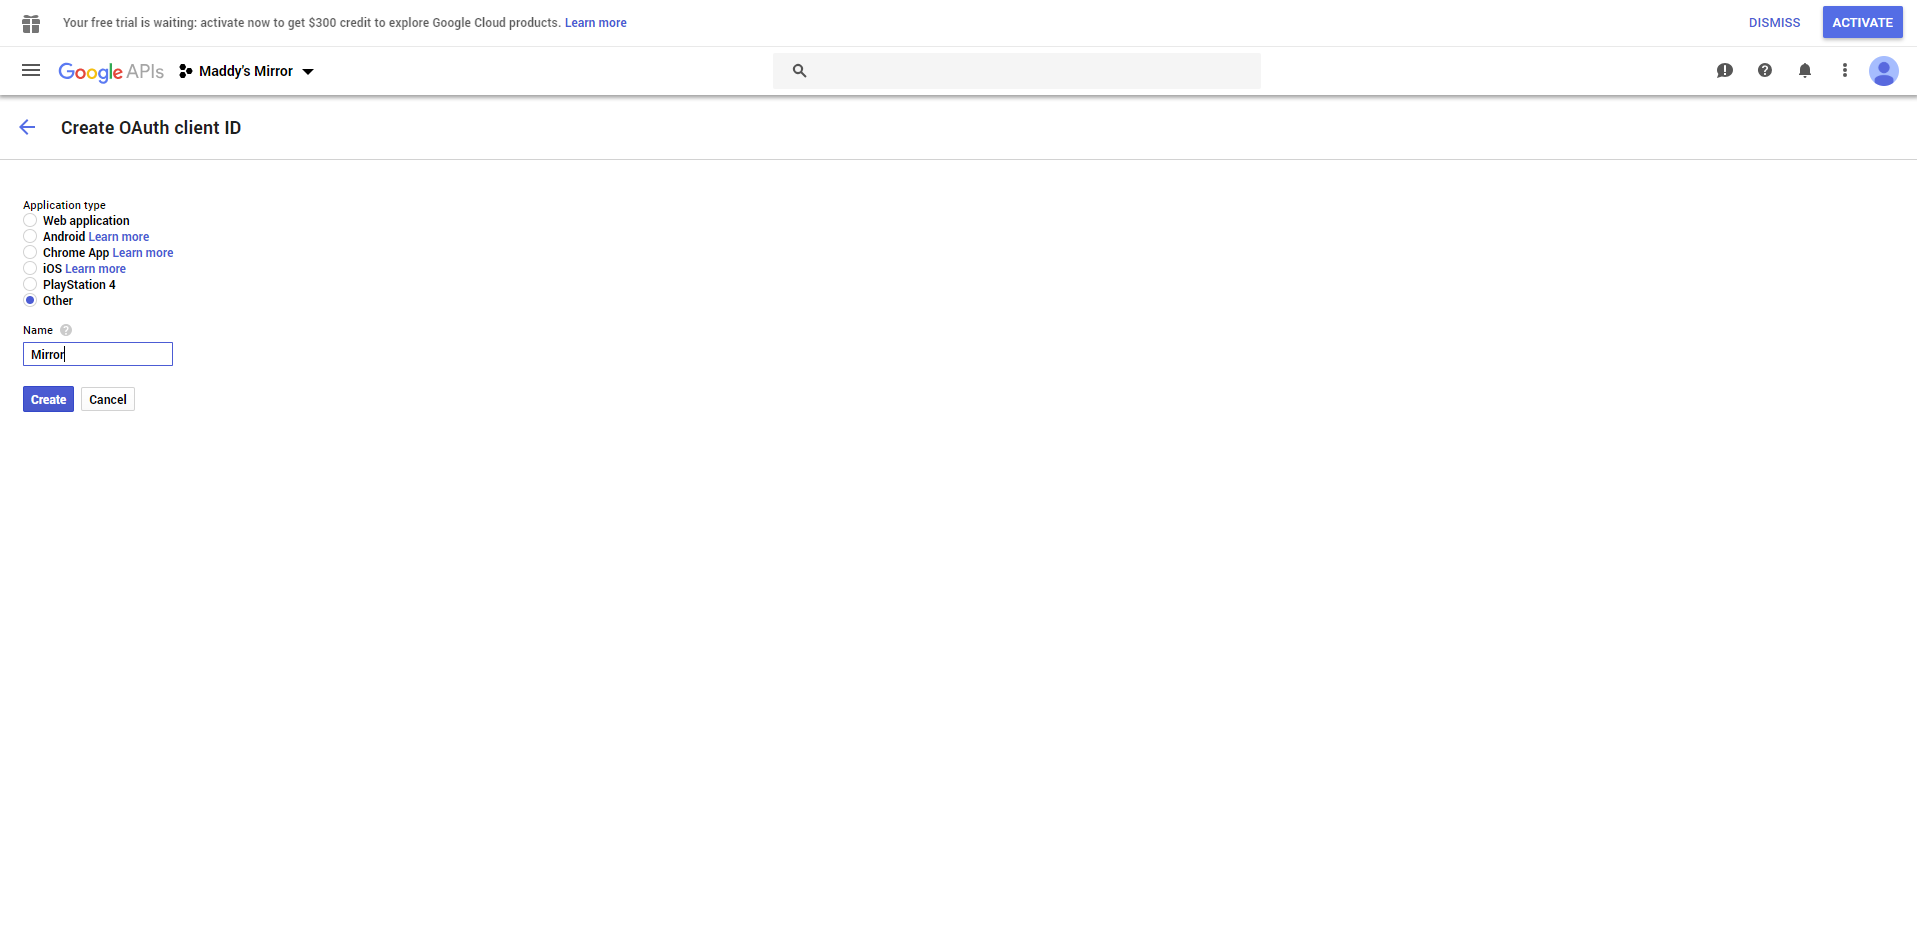 Your free trial is waiting: activate now to get $300 credit to explore Google Cloud products. Learn more
DISMISS
ACTIVATE
Google APIs
Maddy's Mirror
Create OAuth client ID
Application type
Web application
Android Learn more
Chrome App Learn more
iOS Learn more
PlayStation 4
Other
Name
Mirror
Create
Cancel